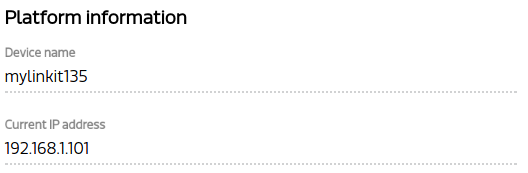 Platform information
Device name
mylinkit135
Current IP address
192.168.1.101